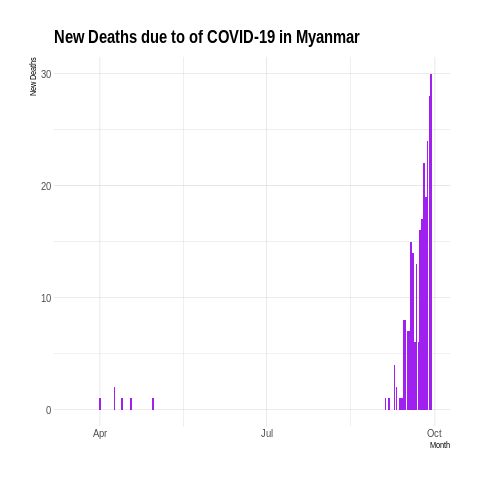 New Deaths due to of COVID-19 in Myanmar
New Deaths
30
20
10
0
Apr
Jul
Oct
Month